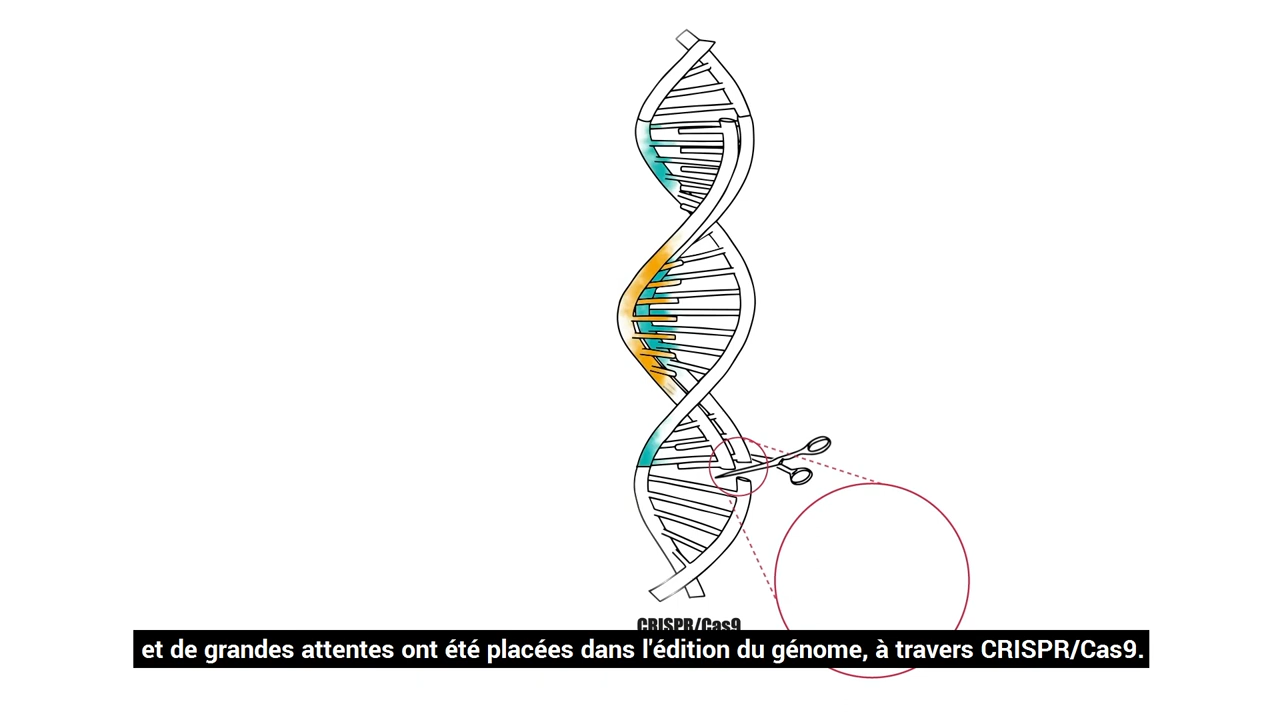 CRISPR/Cas9
et de grandes attentes ont été placées dans l'édition du génome, à travers CRISPR/Cas9.